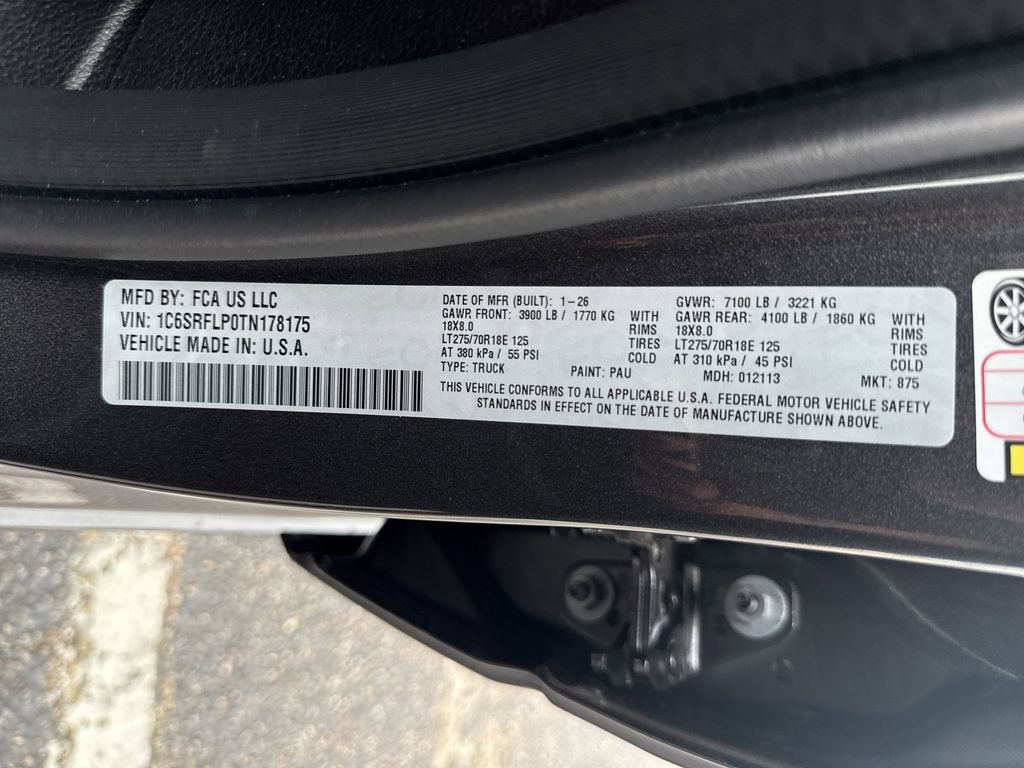 MFD BY: FCA US LLC
VIN: 1C6SRFLP0TN178175
VEHICLE MADE IN: U.S.A.
DATE OF MFR (BUILT): 1-26
GAWR FRONT: 3900 LB / 1770 KG WITH
18X8.0 RIMS
LT275/70R18E 125 TIRES
AT 380 kPa / 55 PSI COLD
TYPE: TRUCK PAINT: PAU
GVWR: 7100 LB / 3221 KG
GAWR REAR: 4100 LB / 1860 KG WITH
18X8.0 RIMS
LT275/70R18E 125 TIRES
AT 310 kPa / 45 PSI COLD
MDH: 012113 MKT: 875
THIS VEHICLE CONFORMS TO ALL APPLICABLE U.S.A. FEDERAL MOTOR VEHICLE SAFETY
STANDARDS IN EFFECT ON THE DATE OF MANUFACTURE SHOWN ABOVE.